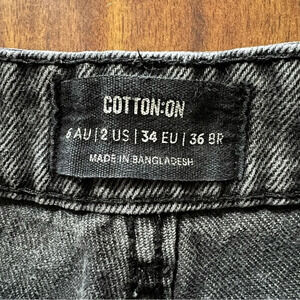 COTTON:ON
6 AU | 2 US | 34 EU | 36 BR
MADE IN BANGLADESH